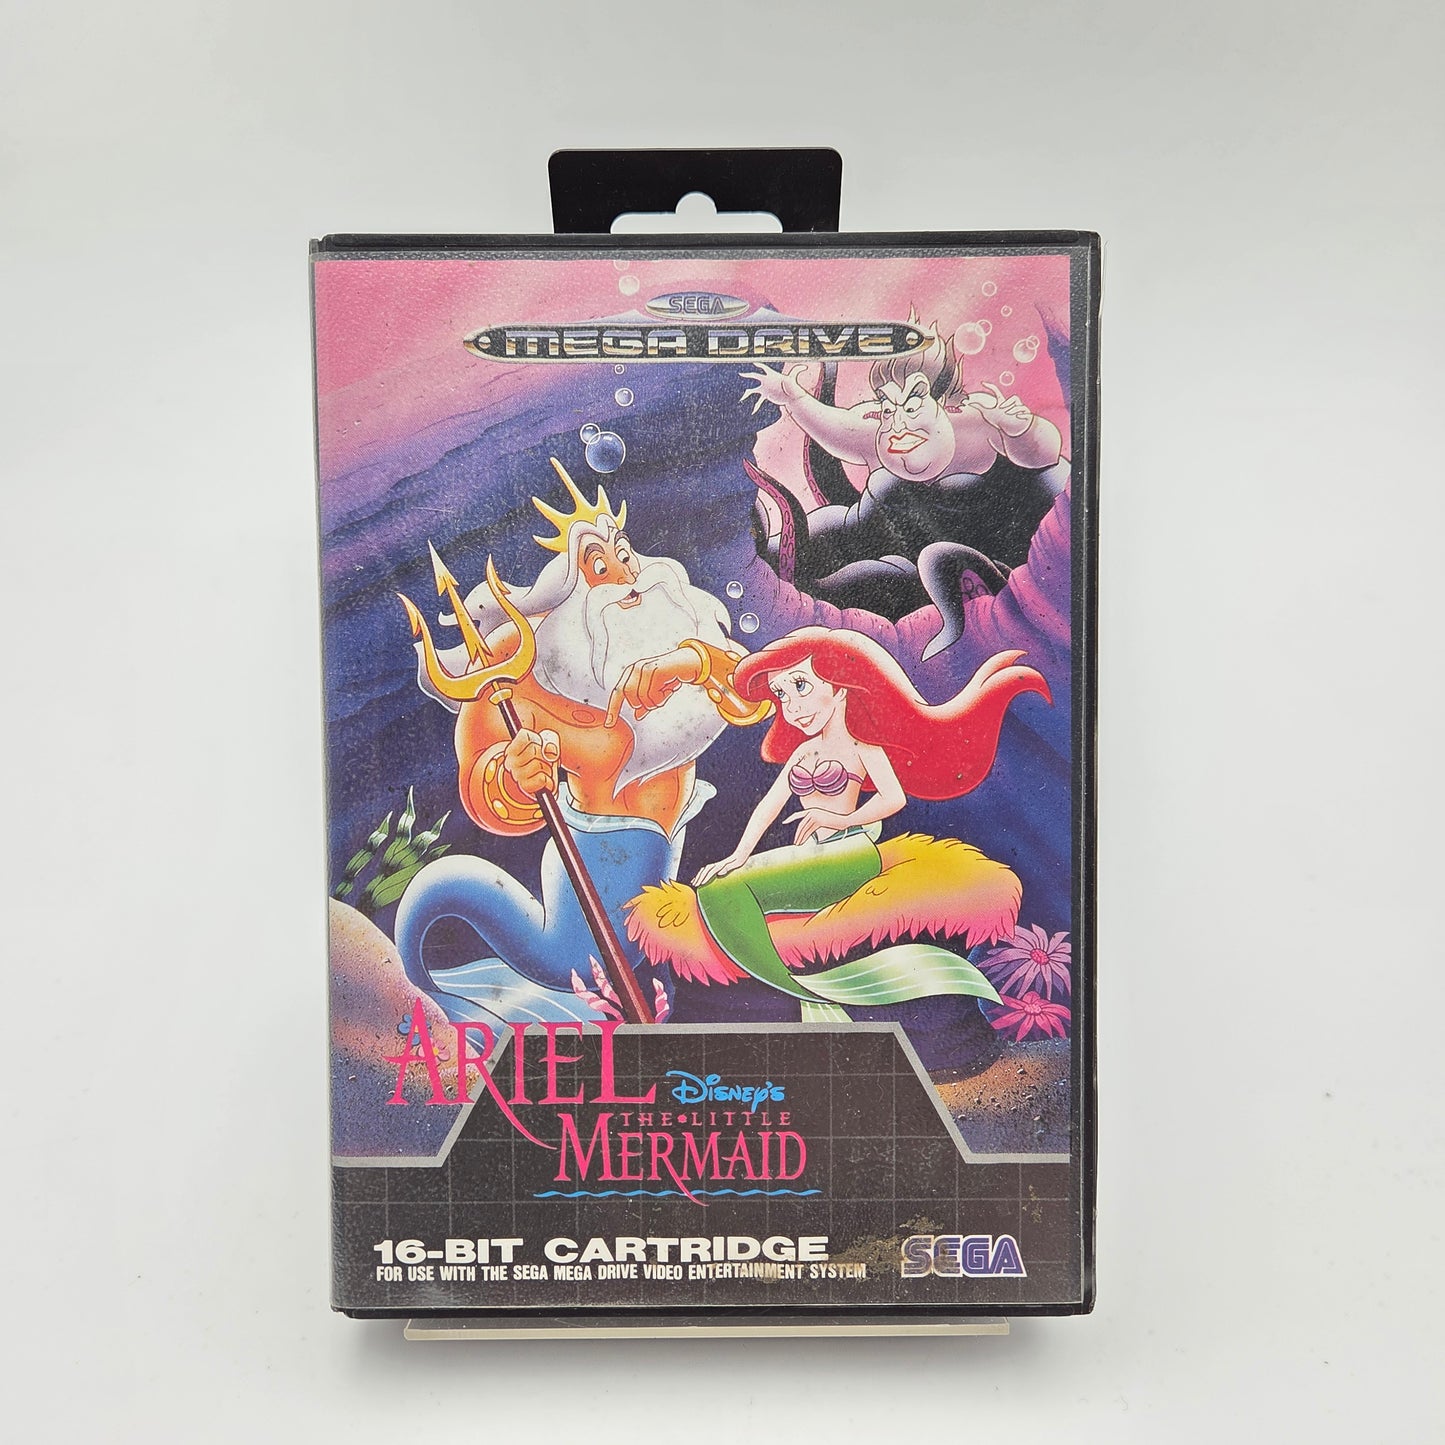 SEGA
MEGA DRIVE
ARIEL
DISNEY'S
THE•LITTLE
MERMAID
16-BIT CARTRIDGE
FOR USE WITH THE SEGA MEGA DRIVE VIDEO ENTERTAINMENT SYSTEM
SEGA